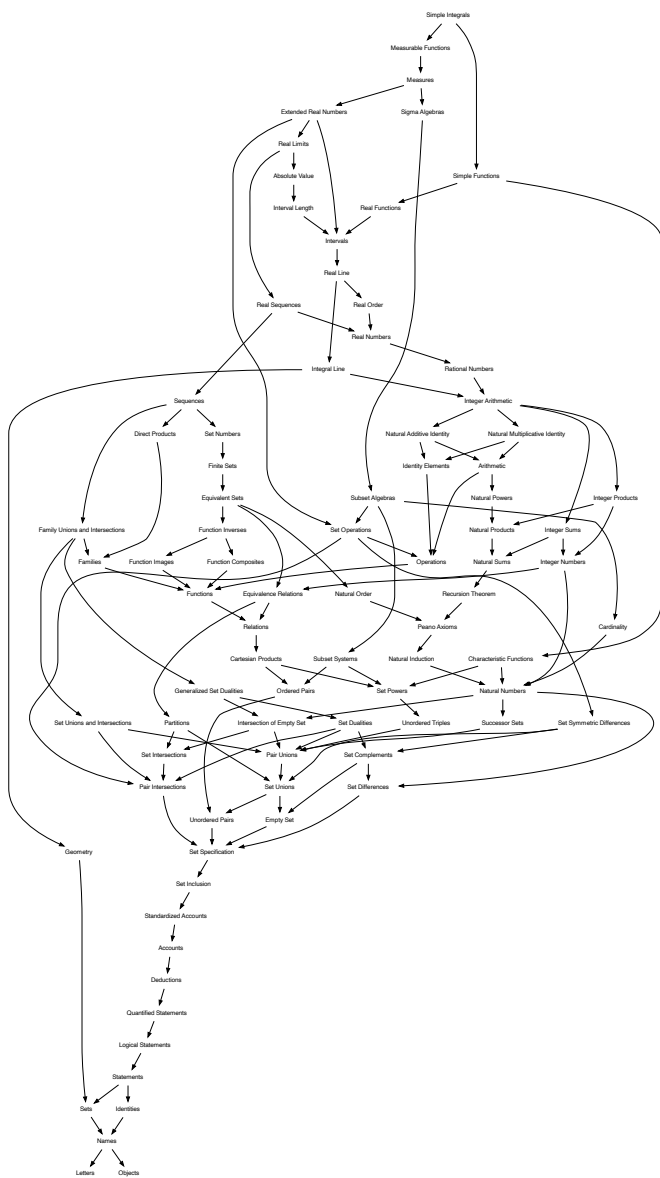 Simple Integrals
Measurable Functions
Measures
Extended Real Numbers
Sigma Algebras
Real Limits
Absolute Value
Simple Functions
Interval Length
Real Functions
Intervals
Real Line
Real Sequences
Real Order
Real Numbers
Integral Line
Rational Numbers
Sequences
Integer Arithmetic
Direct Products
Set Numbers
Natural Additive Identity
Natural Multiplicative Identity
Finite Sets
Identity Elements
Arithmetic
Equivalent Sets
Subset Algebras
Natural Powers
Integer Products
Family Unions and Intersections
Function Inverses
Set Operations
Natural Products
Integer Sums
Families
Function Images
Function Composites
Operations
Natural Sums
Integer Numbers
Functions
Equivalence Relations
Natural Order
Recursion Theorem
Relations
Peano Axioms
Cardinality
Cartesian Products
Subset Systems
Natural Induction
Characteristic Functions
Generalized Set Dualities
Ordered Pairs
Set Powers
Natural Numbers
Set Unions and Intersections
Partitions
Intersection of Empty Set
Set Dualities
Unordered Triples
Successor Sets
Set Symmetric Differences
Set Intersections
Pair Unions
Set Complements
Pair Intersections
Set Unions
Set Differences
Unordered Pairs
Empty Set
Geometry
Set Specification
Set Inclusion
Standardized Accounts
Accounts
Deductions
Quantified Statements
Logical Statements
Statements
Sets
Identities
Names
Letters
Objects